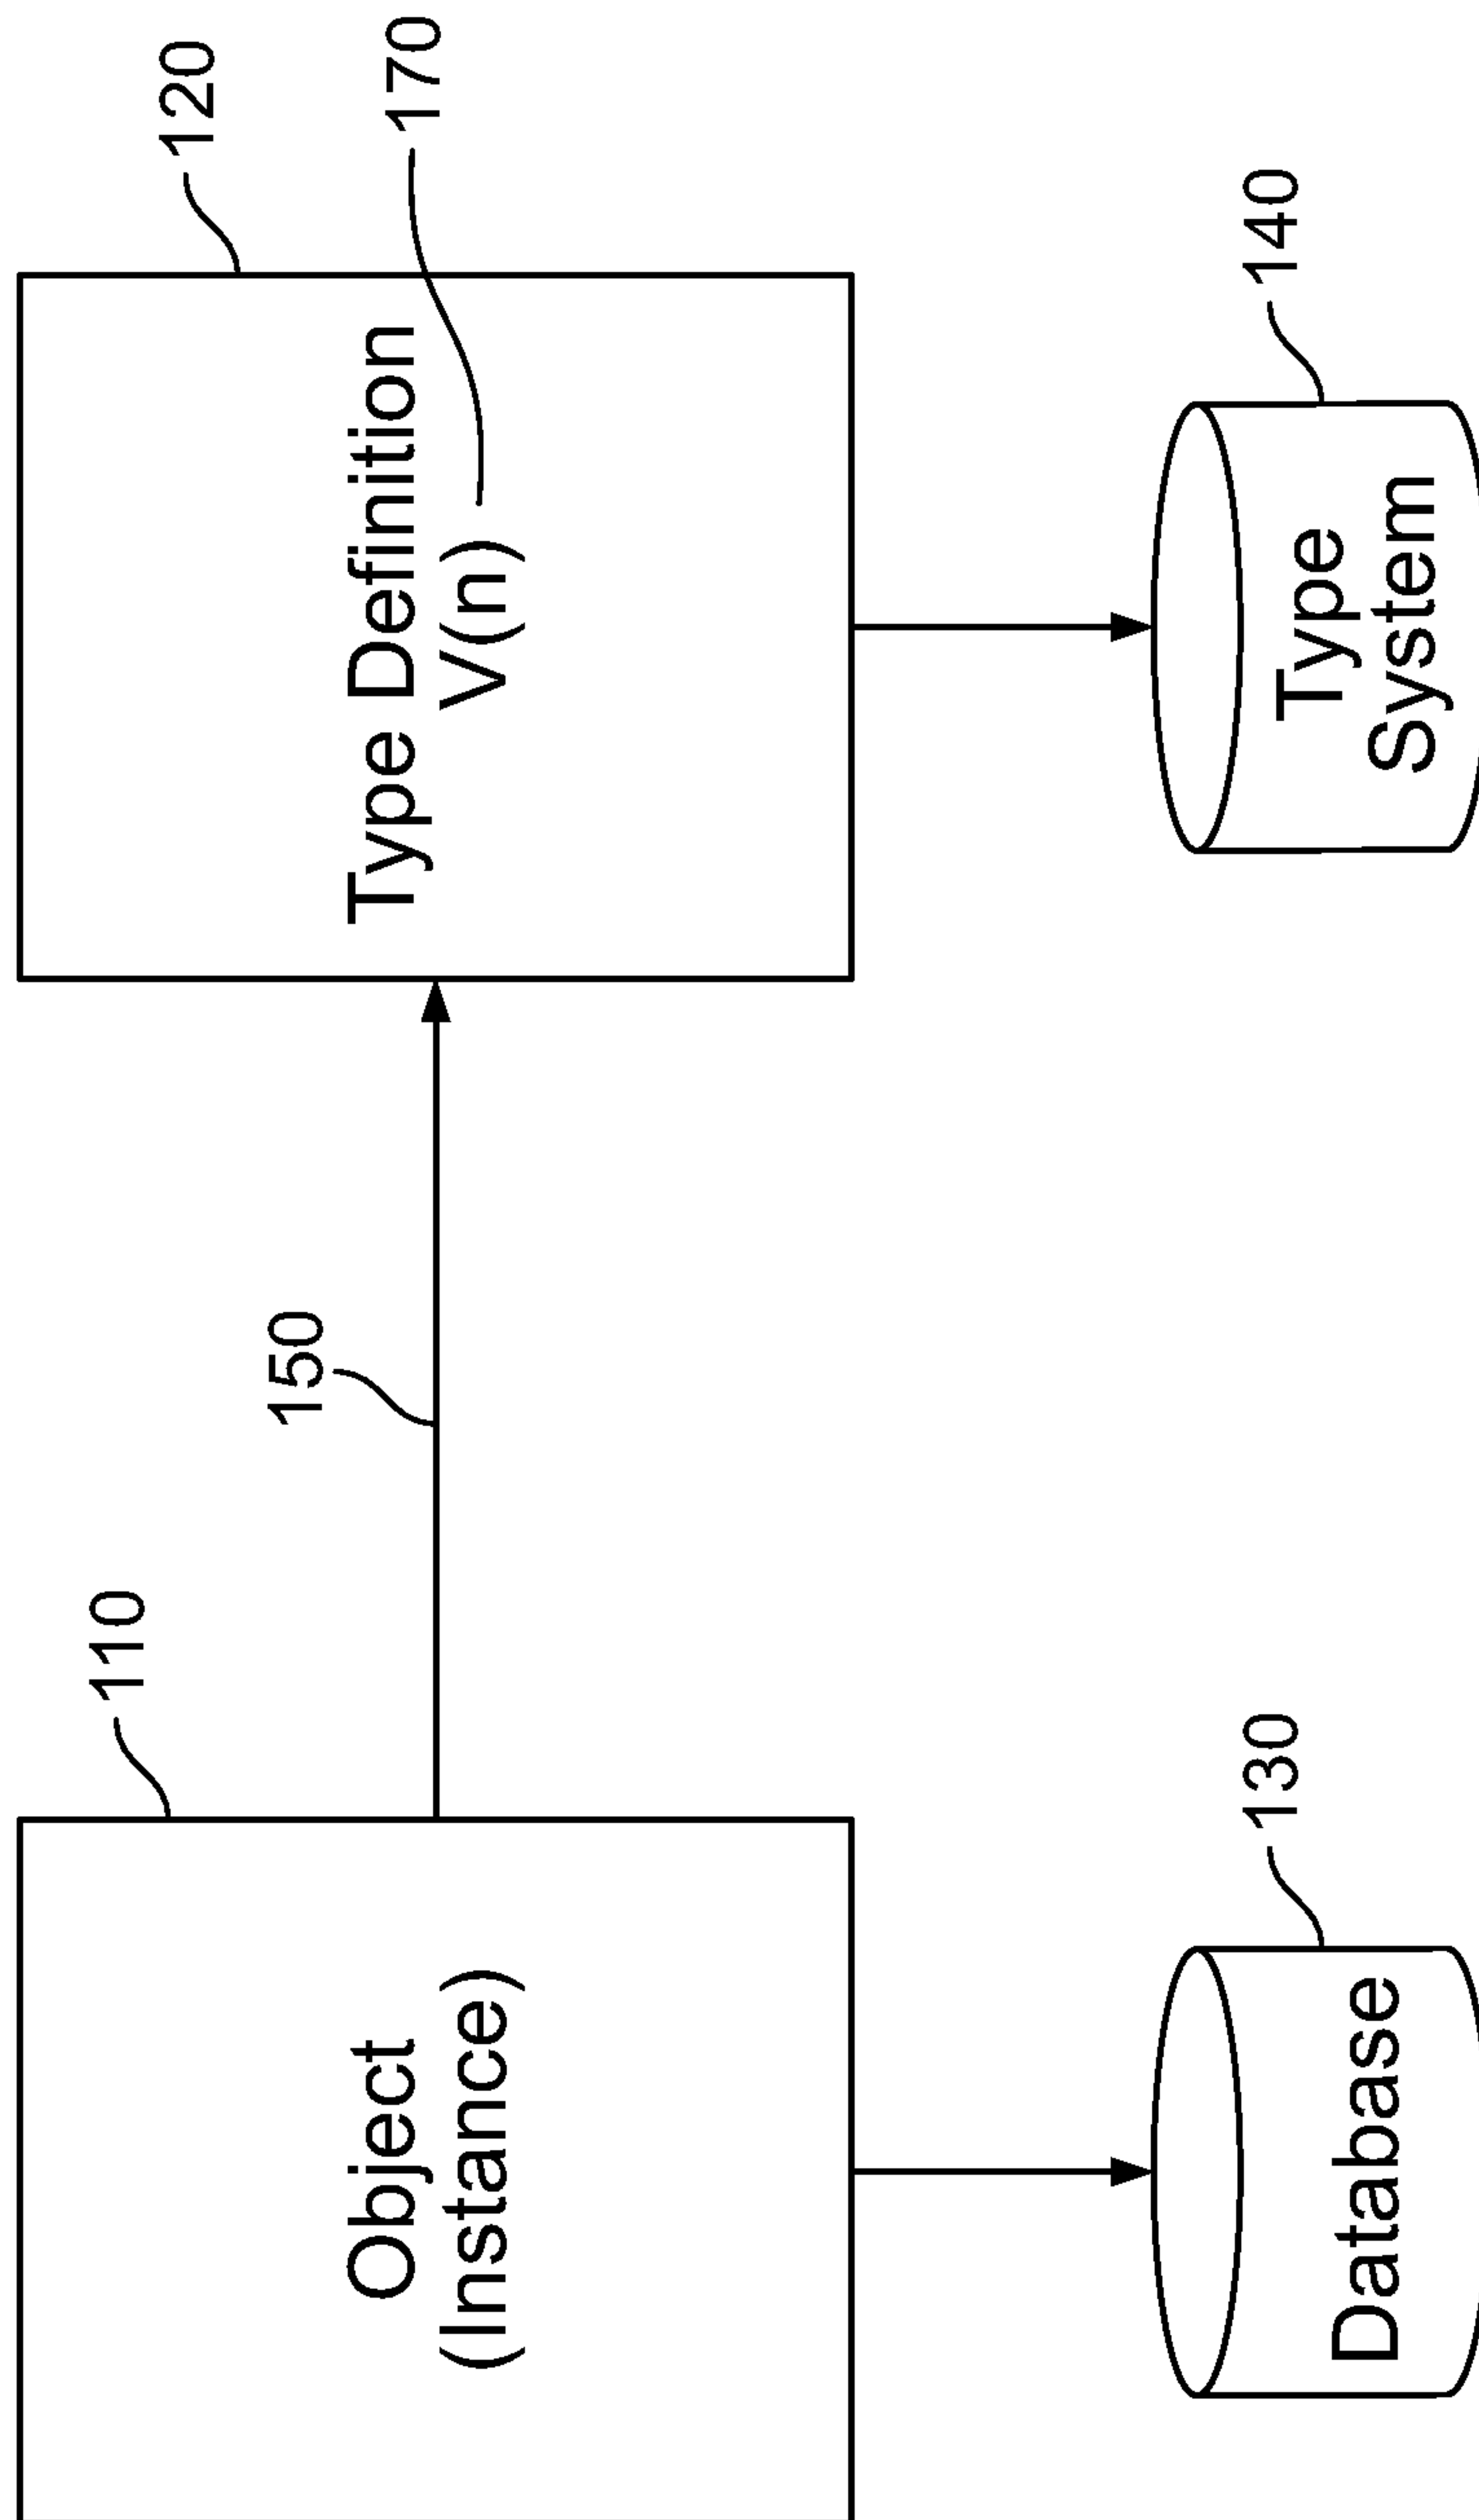 110
Object
(Instance)
150
120
Type Definition
V(n)
170
130
Database
140
Type
System